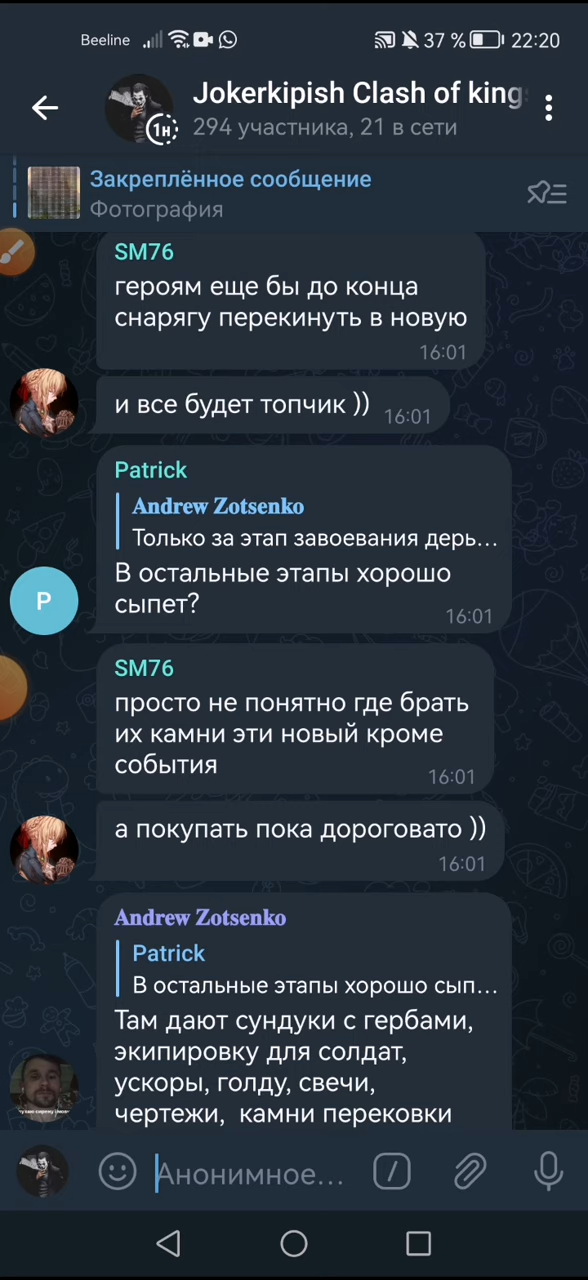 Beeline 37 % 22:20
Jokerkipish Clash of king
1н
294 участника, 21 в сети
Закреплённое сообщение
Фотография
SM76
героям еще бы до конца
снарягу перекинуть в новую
16:01
и все будет топчик ))
16:01
Patrick
Andrew Zotsenko
Только за этап завоевания дерь...
В остальные этапы хорошо
сыпет?
16:01
P
SM76
просто не понятно где брать
их камни эти новый кроме
события
16:01
а покупать пока дороговато ))
16:01
Andrew Zotsenko
Patrick
В остальные этапы хорошо сып...
Там дают сундуки с гербами,
экипировку для солдат,
ускоры, голду, свечи,
чертежи, камни перековки
Анонимное...